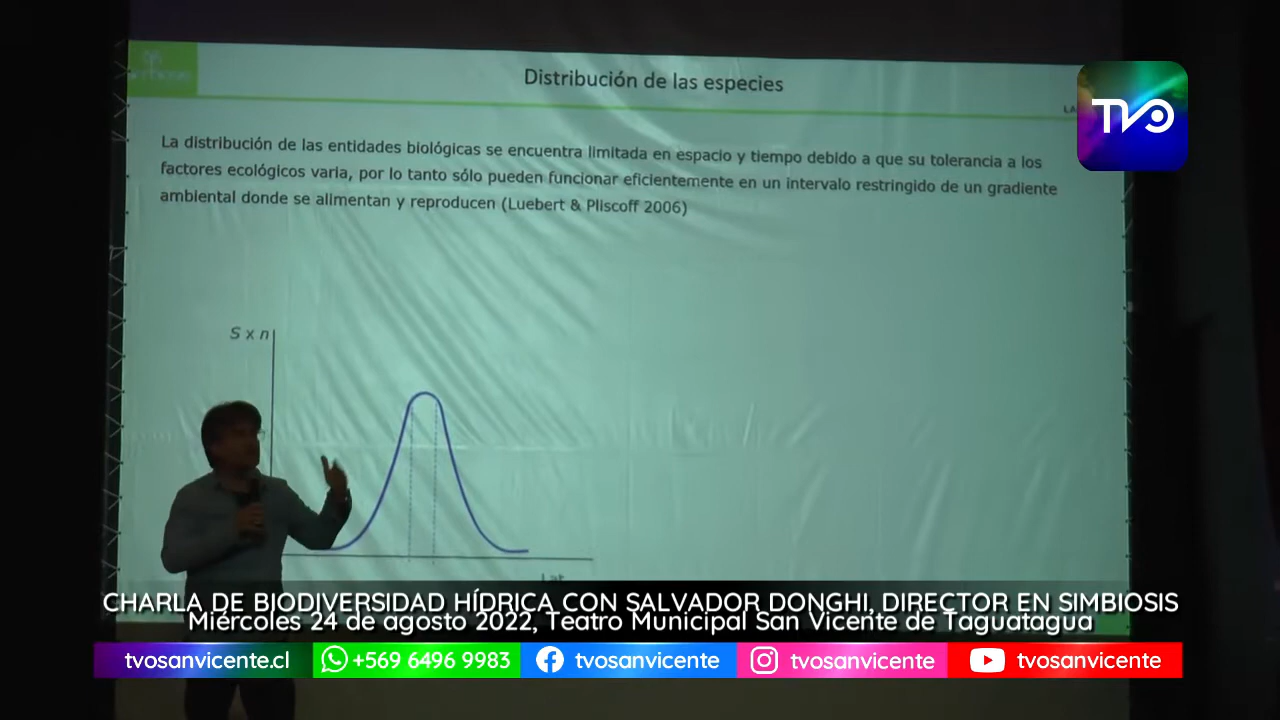 Distribución de las especies
LA
TVO
La distribución de las entidades biológicas se encuentra limitada en espacio y tiempo debido a que su tolerancia a los
factores ecológicos varia, por lo tanto sólo pueden funcionar eficientemente en un intervalo restringido de un gradiente
ambiental donde se alimentan y reproducen (Luebert & Pliscoff 2006)
S x n
Lat
CHARLA DE BIODIVERSIDAD HÍDRICA CON SALVADOR DONGHI, DIRECTOR EN SIMBIOSIS
Miércoles 24 de agosto 2022, Teatro Municipal San Vicente de Taguatagua
tvosanvicente.cl +569 6496 9983 tvosanvicente tvosanvicente tvosanvicente